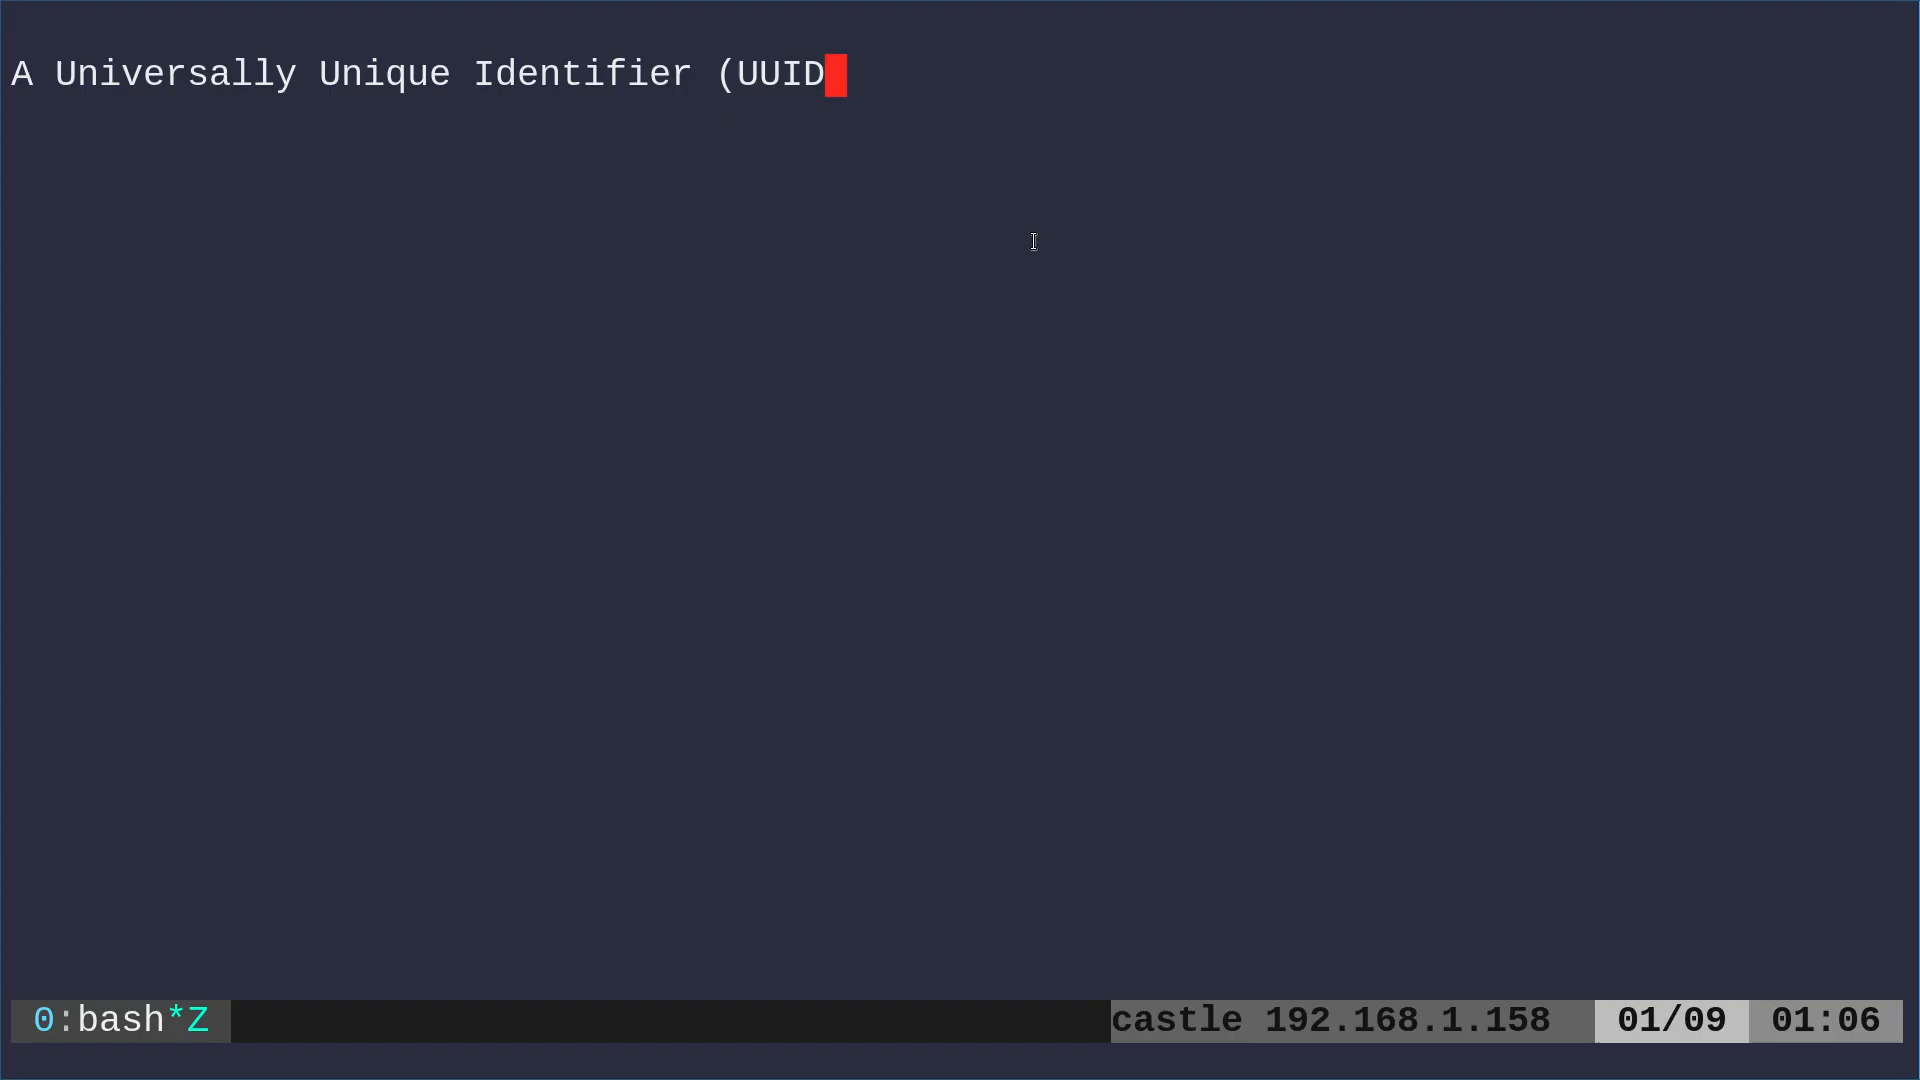 A Universally Unique Identifier (UUID
0:bash*Z castle 192.168.1.158 01/09 01:06